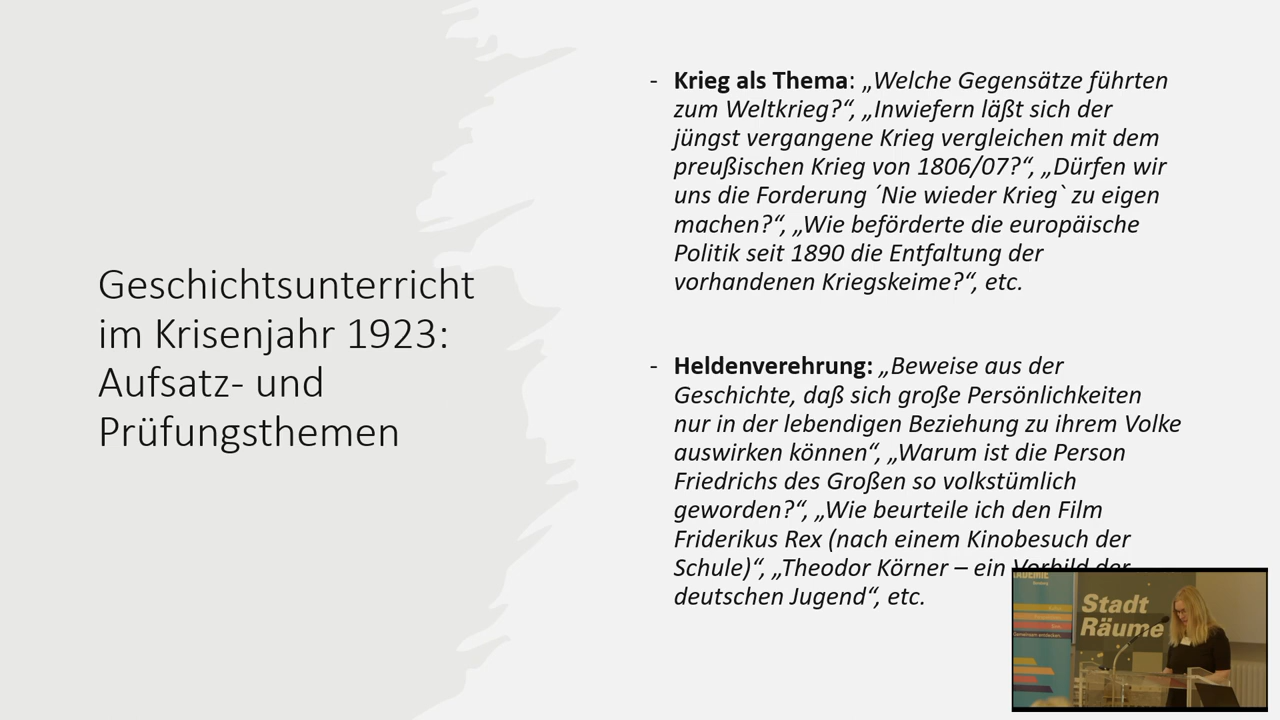 Geschichtsunterricht
im Krisenjahr 1923:
Aufsatz- und
Prüfungsthemen
- Krieg als Thema: „Welche Gegensätze führten
zum Weltkrieg?“, „Inwiefern läßt sich der
jüngst vergangene Krieg vergleichen mit dem
preußischen Krieg von 1806/07?“, „Dürfen wir
uns die Forderung ´Nie wieder Krieg` zu eigen
machen?“, „Wie beförderte die europäische
Politik seit 1890 die Entfaltung der
vorhandenen Kriegskeime?“, etc.
- Heldenverehrung: „Beweise aus der
Geschichte, daß sich große Persönlichkeiten
nur in der lebendigen Beziehung zu ihrem Volke
auswirken können“, „Warum ist die Person
Friedrichs des Großen so volkstümlich
geworden?“, „Wie beurteile ich den Film
Friderikus Rex (nach einem Kinobesuch der
Schule)“, „Theodor Körner – ein Vorbild der
deutschen Jugend“, etc.
Stadt
Räume